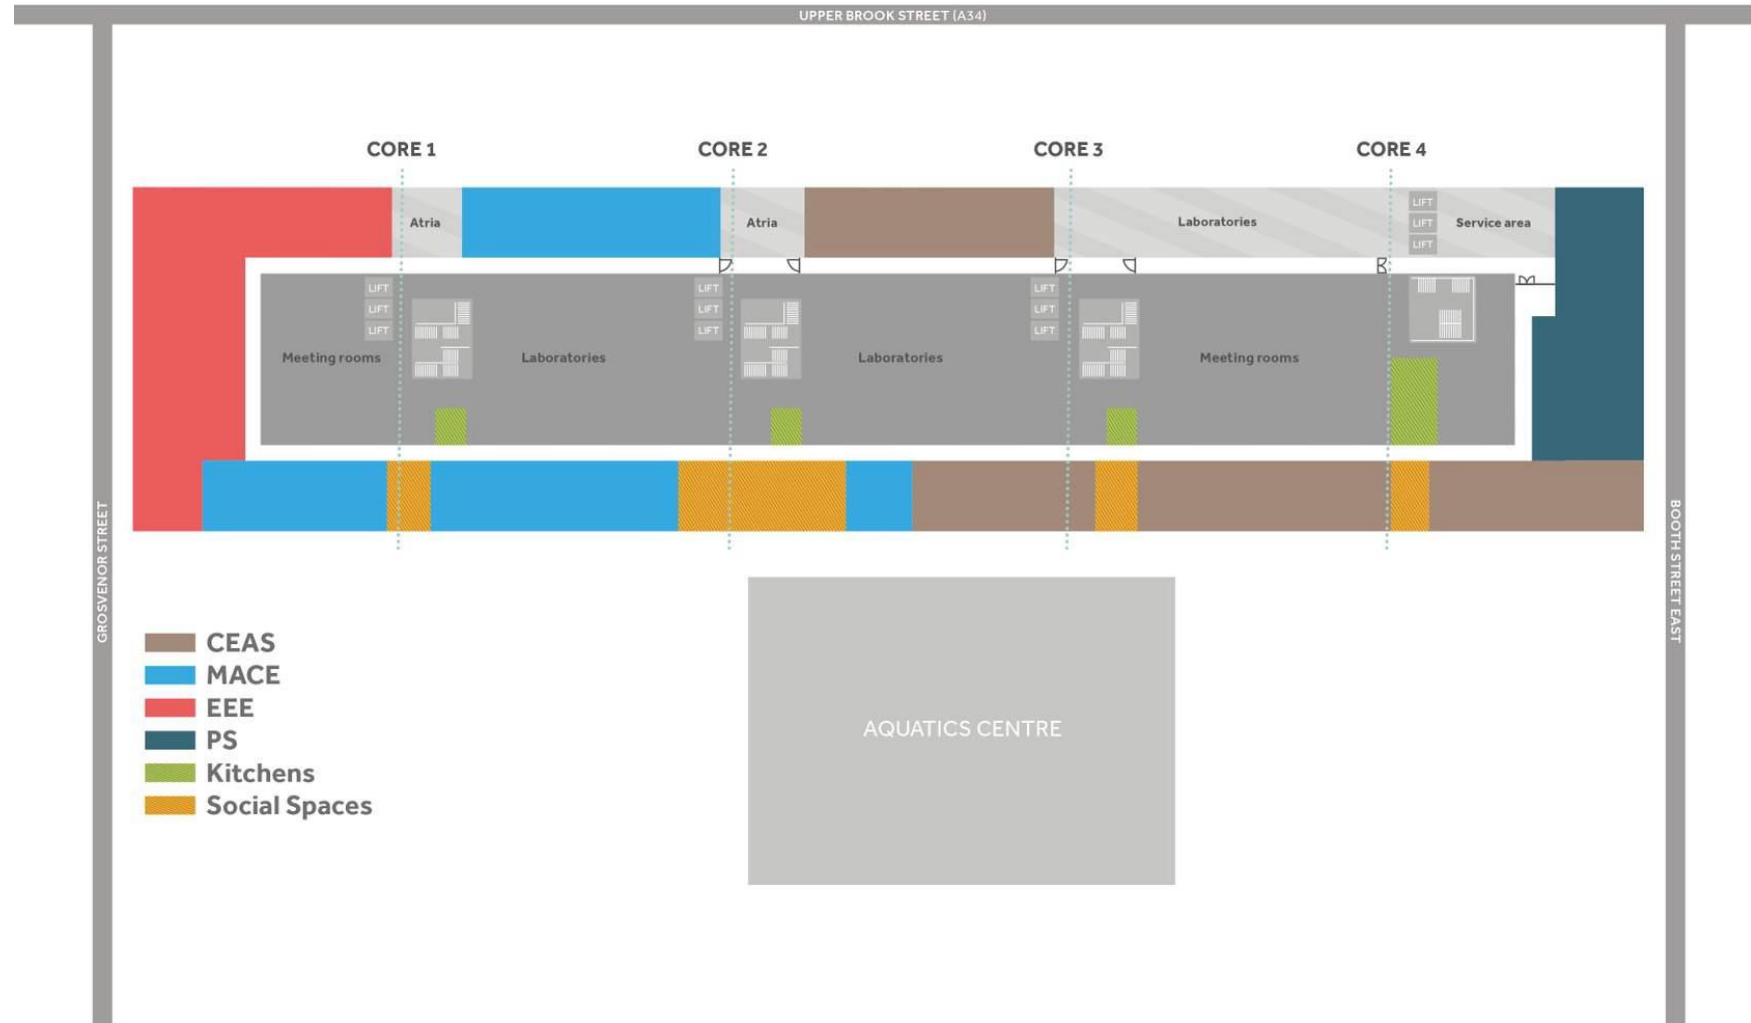 UPPER BROOK STREET (A34)
CORE 1
CORE 2
CORE 3
CORE 4
Atria
Atria
Laboratories
LIFT
LIFT
LIFT
Service area
LIFT
LIFT
LIFT
LIFT
LIFT
LIFT
LIFT
LIFT
LIFT
Meeting rooms
Laboratories
Laboratories
Meeting rooms
GROSVENOR STREET
BOOTH STREET EAST
CEAS
MACE
EEE
PS
Kitchens
Social Spaces
AQUATICS CENTRE